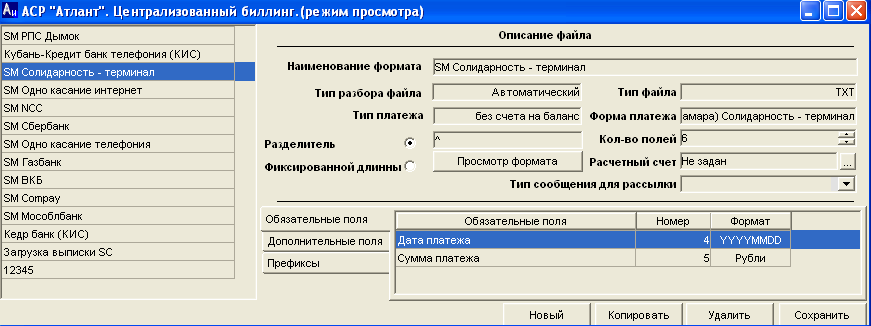 АСР "Атлант". Централизованный биллинг.(режим просмотра)
SM РПС Дымок
Кубань-Кредит банк телефония (КИС)
SM Солидарность - терминал
SM Одно касание интернет
SM NCC
SM Сбербанк
SM Одно касание телефония
SM Газбанк
SM ВКБ
SM Compay
SM Мособлбанк
Кедр банк (КИС)
Загрузка выписки SC
12345
Описание файла
Наименование формата SM Солидарность - терминал
Тип разбора файла Автоматический Тип файла TXT
Тип платежа без счета на баланс Форма платежа амара) Солидарность - терминал
Разделитель ^ Кол-во полей 6
Фиксированной длинны Просмотр формата Расчетный счет Не задан ...
Тип сообщения для рассылки
Обязательные поля
Дополнительные поля
Префиксы
Обязательные поля Номер Формат
Дата платежа 4 YYYYMMDD
Сумма платежа 5 Рубли
Новый Копировать Удалить Сохранить